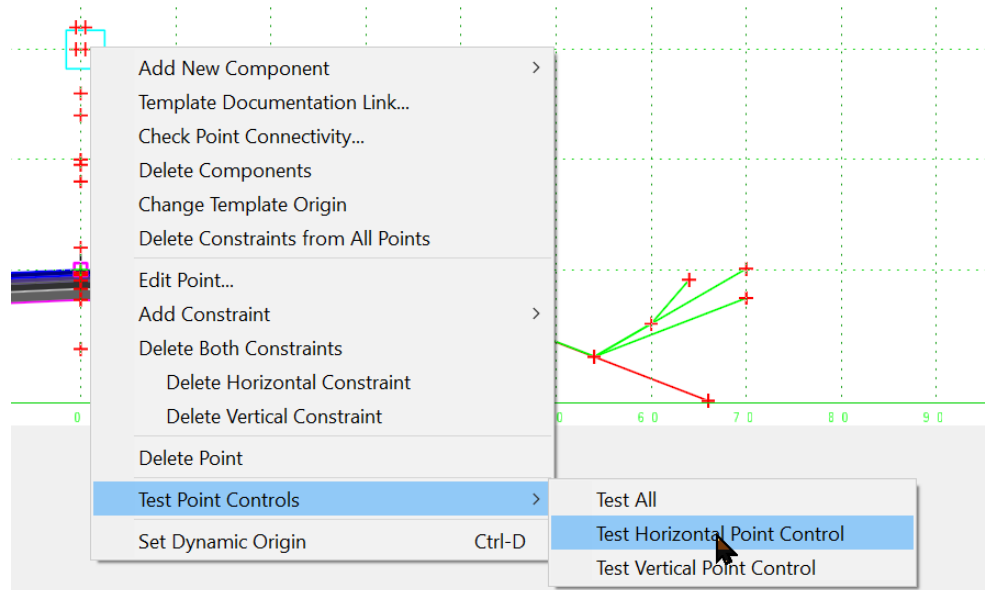 Add New Component
Template Documentation Link...
Check Point Connectivity...
Delete Components
Change Template Origin
Delete Constraints from All Points
Edit Point...
Add Constraint
Delete Both Constraints
Delete Horizontal Constraint
Delete Vertical Constraint
0 0 60 70 80 90
Delete Point
Test Point Controls
Test All
Test Horizontal Point Control
Set Dynamic Origin Ctrl-D
Test Vertical Point Control